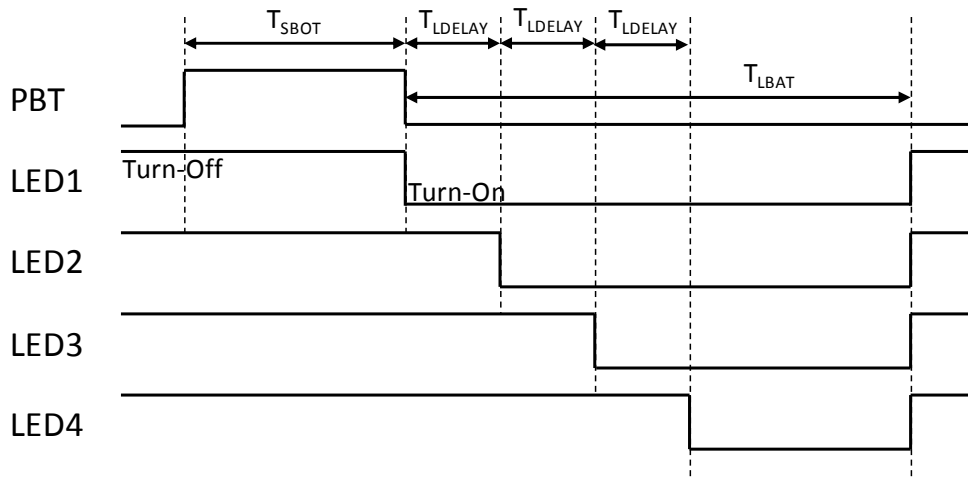 TSBOT TLDELAY TLDELAY TLDELAY
PBT
TLBAT
LED1
Turn-Off
Turn-On
LED2
LED3
LED4